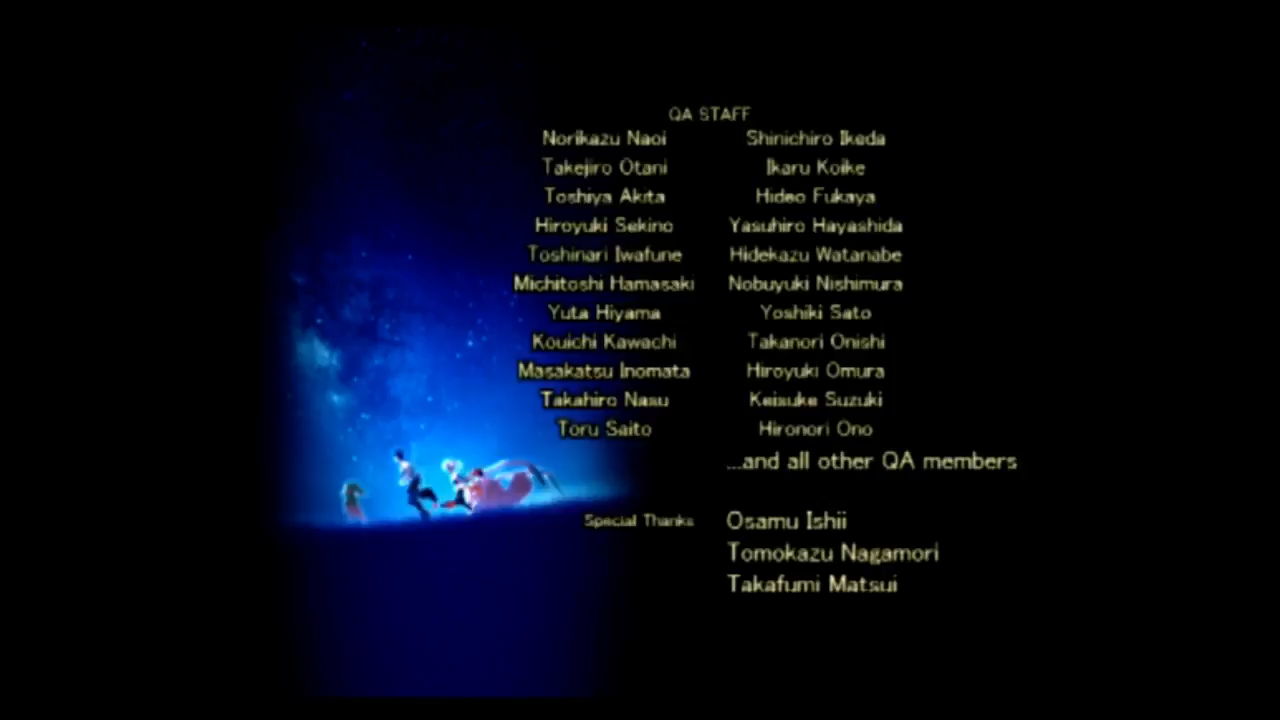 QA STAFF
Norikazu Naoi Shinichiro Ikeda
Takejiro Otani Ikaru Koike
Toshiya Akita Hideo Fukaya
Hiroyuki Sekino Yasuhiro Hayashida
Toshinari Iwafune Hidekazu Watanabe
Michitoshi Hamasaki Nobuyuki Nishimura
Yuta Hiyama Yoshiki Sato
Kouichi Kawachi Takanori Onishi
Masakatsu Inomata Hiroyuki Omura
Takahiro Nasu Keisuke Suzuki
Toru Saito Hironori Ono
...and all other QA members
Special Thanks Osamu Ishii
Tomokazu Nagamori
Takafumi Matsui